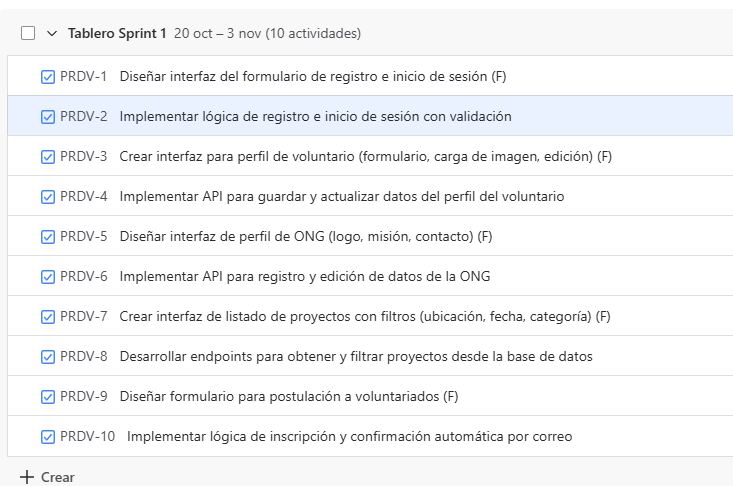 Tablero Sprint 1 20 oct – 3 nov (10 actividades)
PRDV-1 Diseñar interfaz del formulario de registro e inicio de sesión (F)
PRDV-2 Implementar lógica de registro e inicio de sesión con validación
PRDV-3 Crear interfaz para perfil de voluntario (formulario, carga de imagen, edición) (F)
PRDV-4 Implementar API para guardar y actualizar datos del perfil del voluntario
PRDV-5 Diseñar interfaz de perfil de ONG (logo, misión, contacto) (F)
PRDV-6 Implementar API para registro y edición de datos de la ONG
PRDV-7 Crear interfaz de listado de proyectos con filtros (ubicación, fecha, categoría) (F)
PRDV-8 Desarrollar endpoints para obtener y filtrar proyectos desde la base de datos
PRDV-9 Diseñar formulario para postulación a voluntariados (F)
PRDV-10 Implementar lógica de inscripción y confirmación automática por correo
Crear